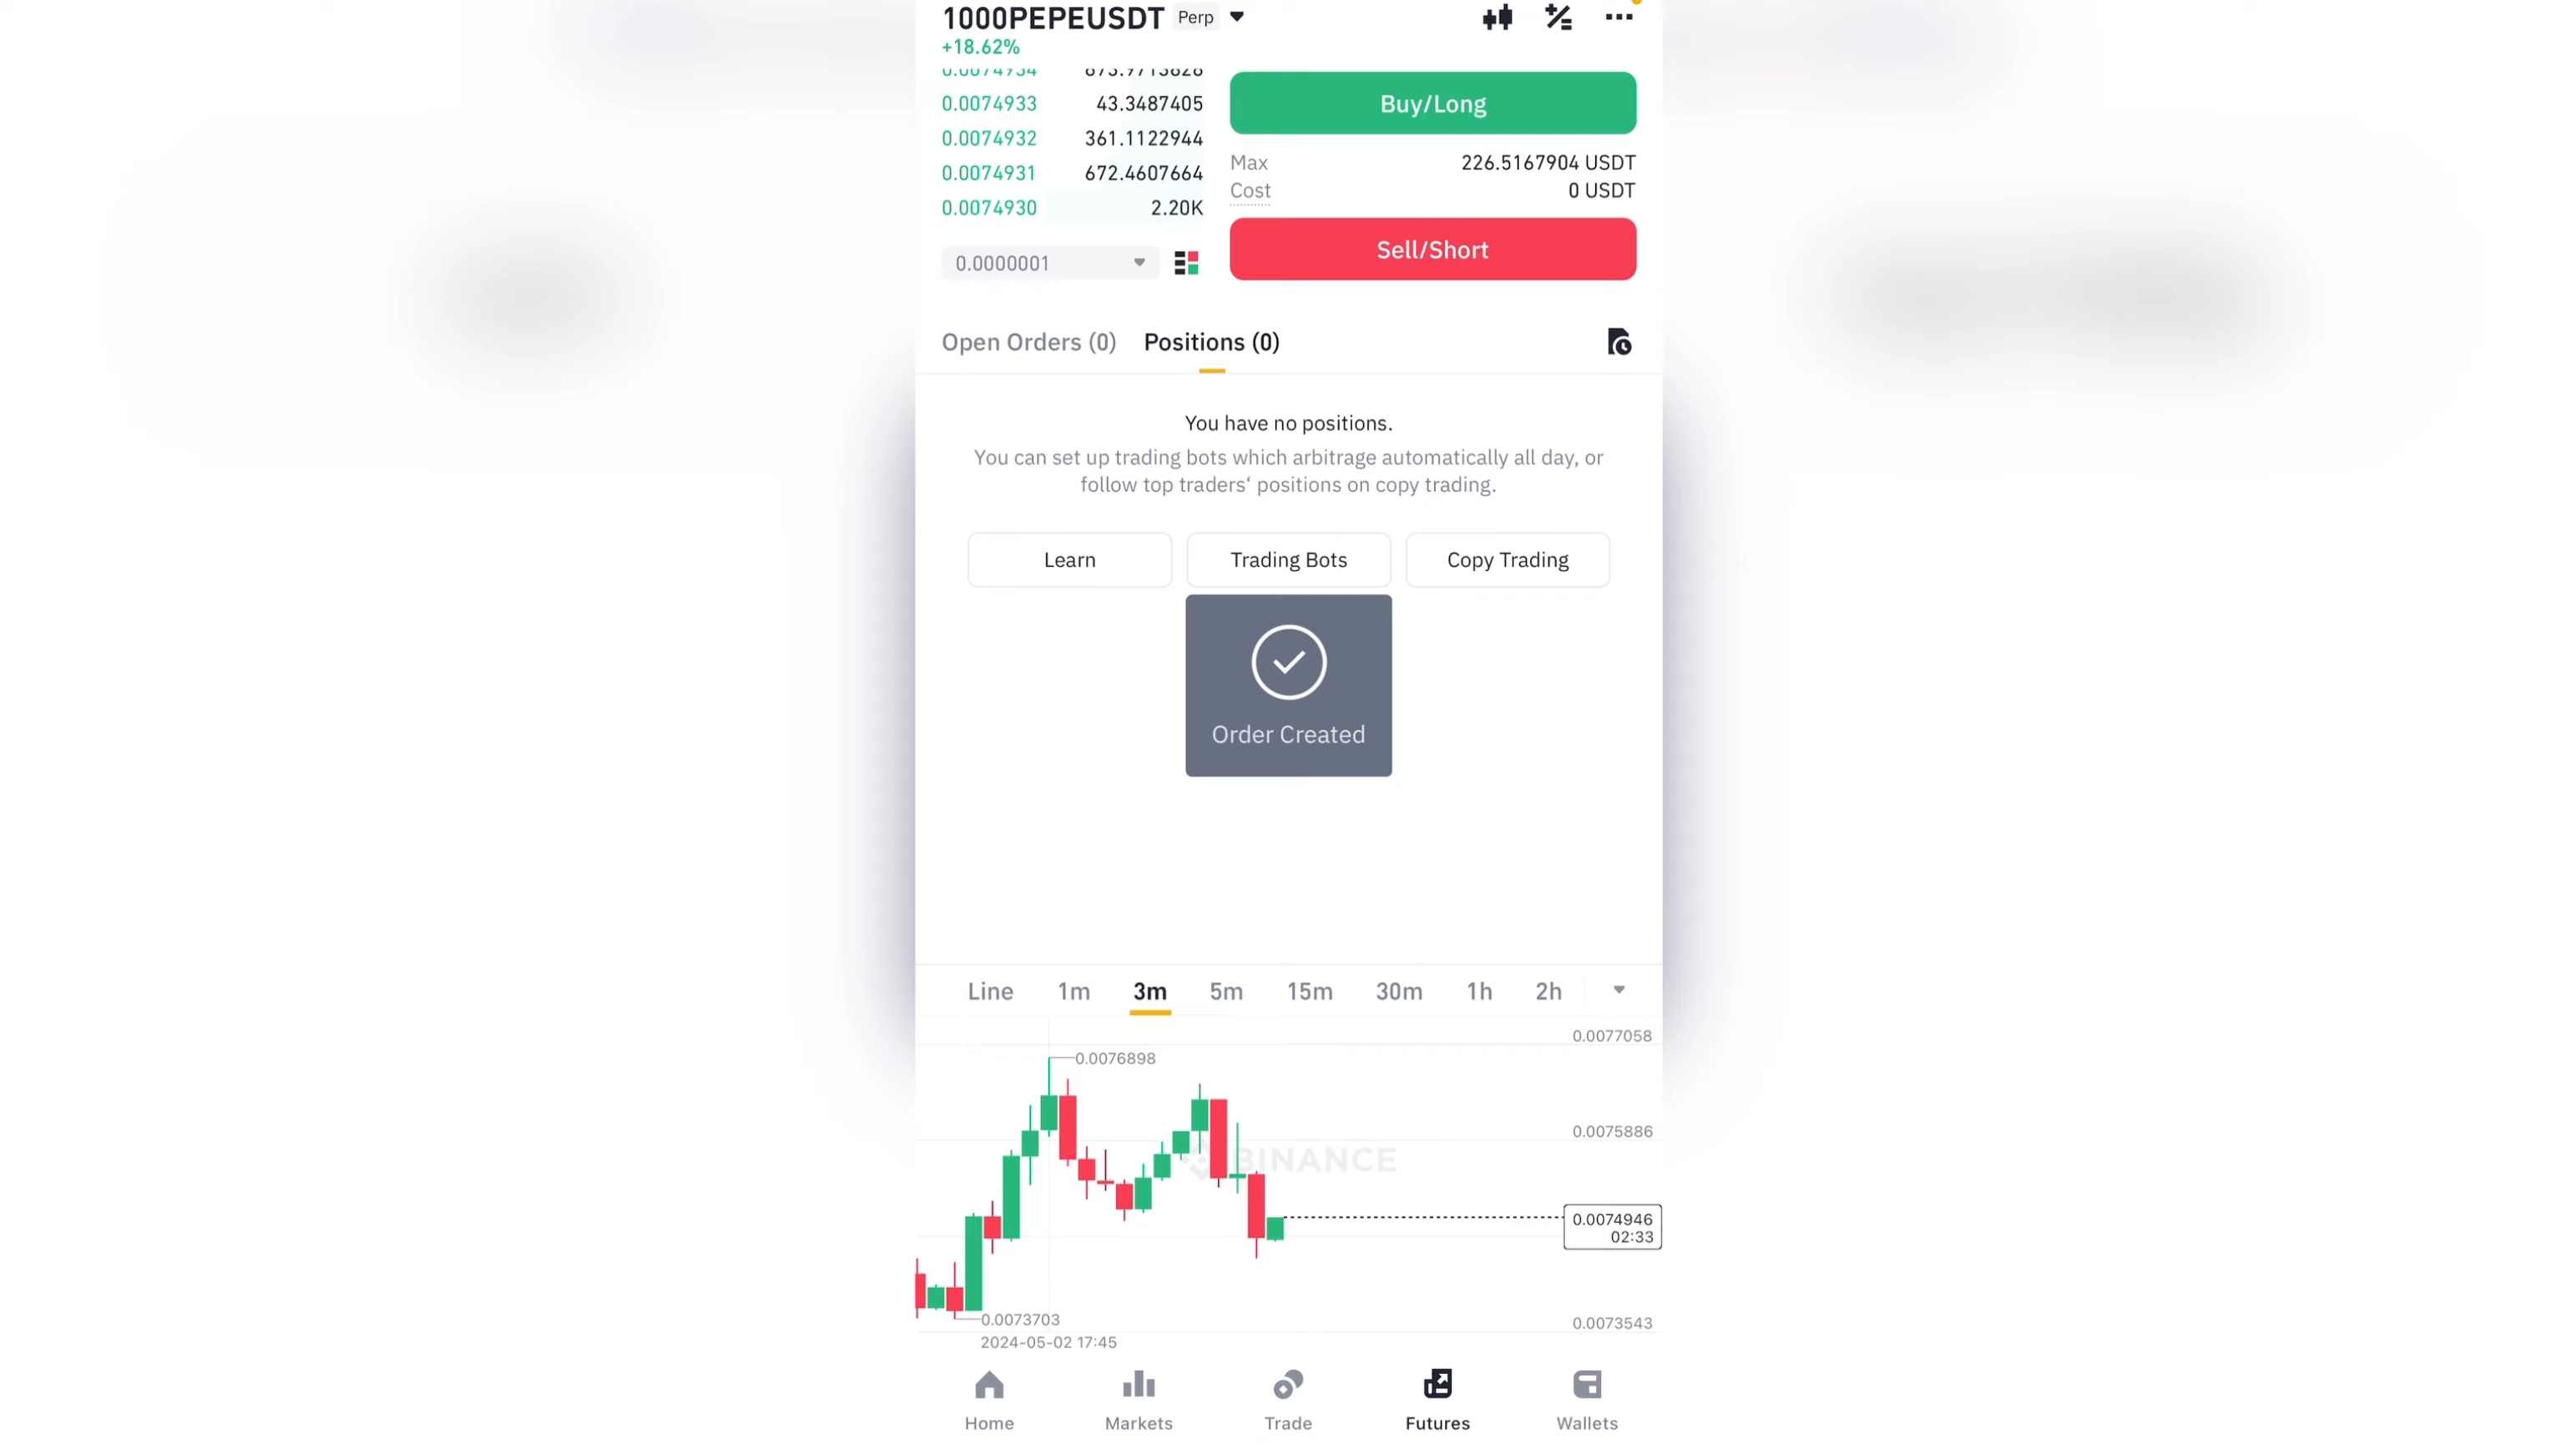 1000PEPEUSDT Perp
+18.62%
0.0074934 673.9713626
0.0074933 43.3487405
0.0074932 361.1122944
0.0074931 672.4607664
0.0074930 2.20K
0.0000001
Buy/Long
Max 226.5167904 USDT
Cost 0 USDT
Sell/Short
Open Orders (0) Positions (0)
You have no positions.
You can set up trading bots which arbitrage automatically all day, or
follow top traders‘ positions on copy trading.
Learn Trading Bots Copy Trading
Order Created
Line 1m 3m 5m 15m 30m 1h 2h
0.0077058
0.0076898
0.0075886
BINANCE
0.0074946
02:33
0.0073703
0.0073543
2024-05-02 17:45
Home Markets Trade Futures Wallets